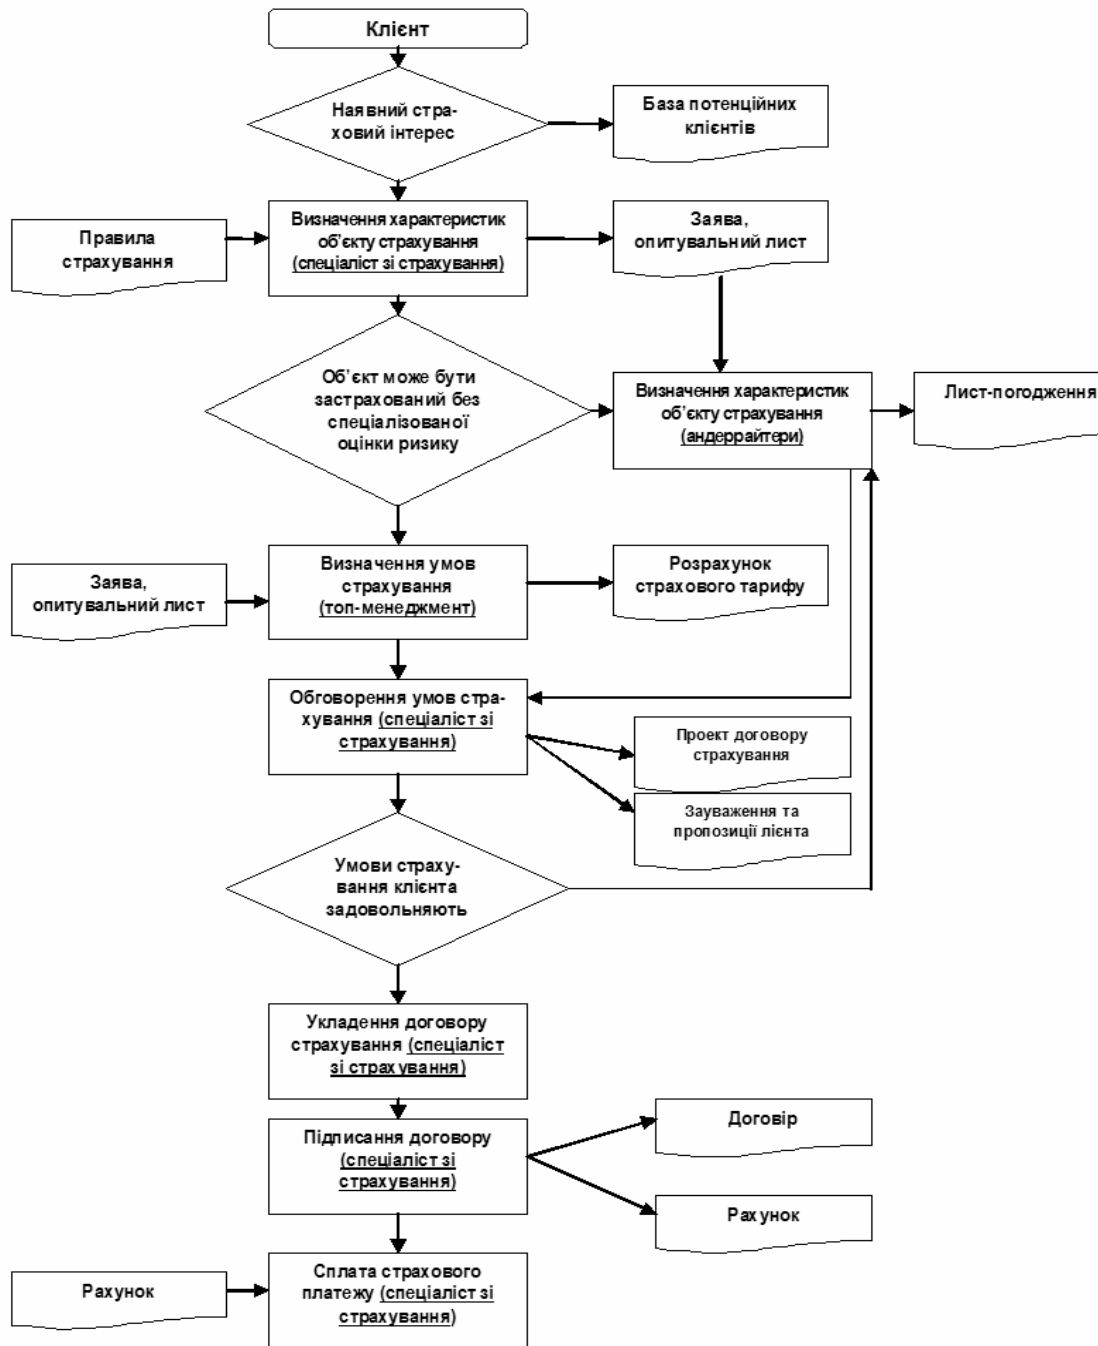 Клієнт
Наявний стра-
ховий інтерес
База потенційних
клієнтів
Правила
страхування
Визначення характеристик
об'єкту страхування
(спеціаліст зі страхування)
Заява,
опитувальний лист
Об'єкт може бути
застрахований без
спеціалізованої
оцінки ризику
Визначення характеристик
об'єкту страхування
(андеррайтери)
Лист-погодження
Заява,
опитувальний лист
Визначення умов
страхування
(топ-менеджмент)
Розрахунок
страхового тарифу
Обговорення умов стра-
хування (спеціаліст зі
страхування)
Проект договору
страхування
Зауваження та
пропозиції лієнта
Умови страху-
вання клієнта
задовольняють
Укладення договору
страхування (спеціаліст
зі страхування)
Підписання договору
(спеціаліст зі
страхування)
Договір
Рахунок
Рахунок
Сплата страхового
платежу (спеціаліст зі
страхування)